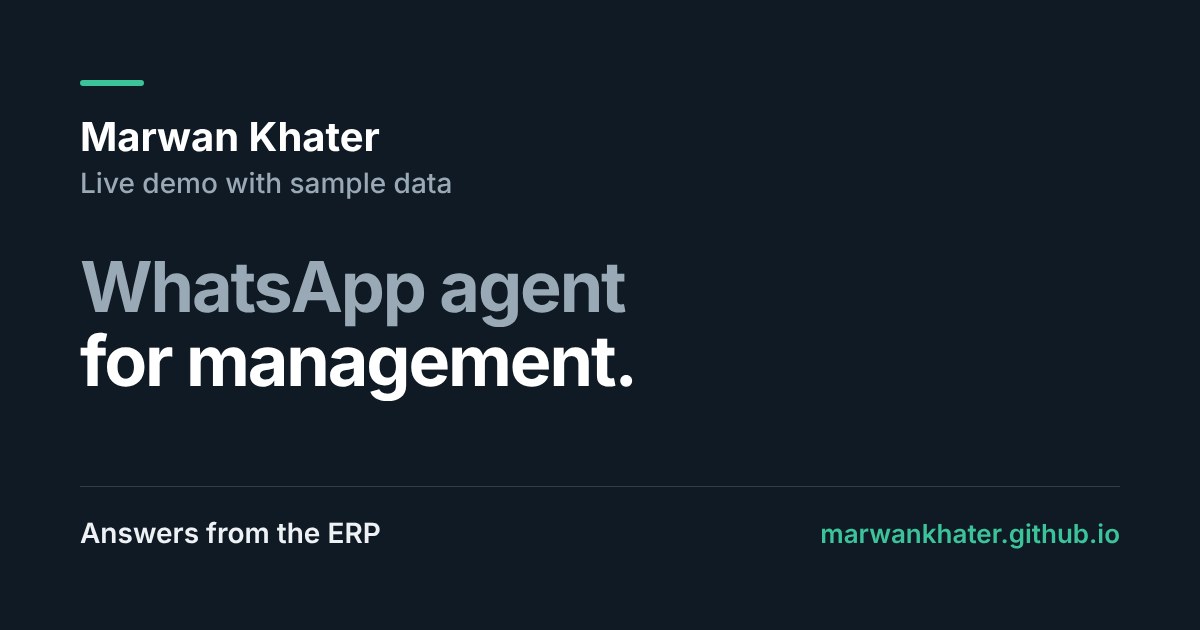 Marwan Khater
Live demo with sample data
WhatsApp agent
for management.
Answers from the ERP
marwankhater.github.io